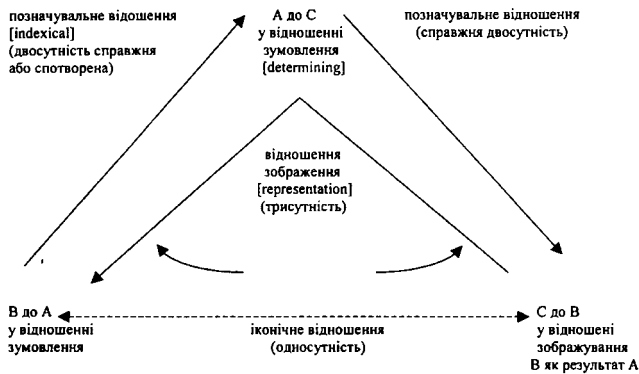 позначувальне відошення
[indexical]
(двосутність справжня
або спотворена)
А до С
у відношенні
зумовлення
[determining]
позначувальне відношення
(справжня двосутність)
відношення
зображення
[representation]
(трисутність)
В до А
у відношенні
зумовлення
іконічне відношення
(односутність)
С до В
у відношені
зображування
В як результат А